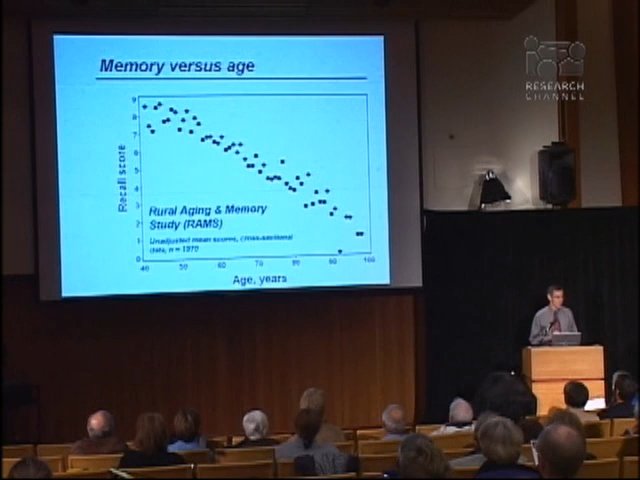 Memory versus age
RESEARCH
CHANNEL
9
8
7
6
5
4
3
2
1
0
Recall score
Rural Aging & Memory
Study (RAMS)
Unadjusted mean scores, cross-sectional
data, n = 1970
40 50 60 70 80 90 100
Age, years